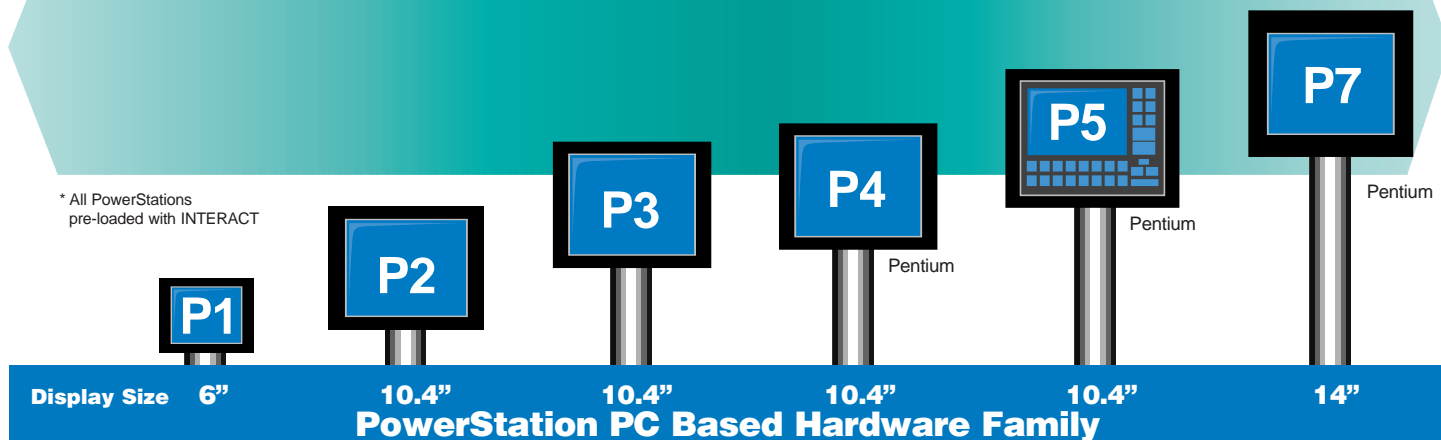 P7
P5
P4
P3
P2
P1
* All PowerStations
pre-loaded with INTERACT
Pentium
Pentium
Pentium
Display Size 6” 10.4” 10.4” 10.4” 10.4” 14”
PowerStation PC Based Hardware Family